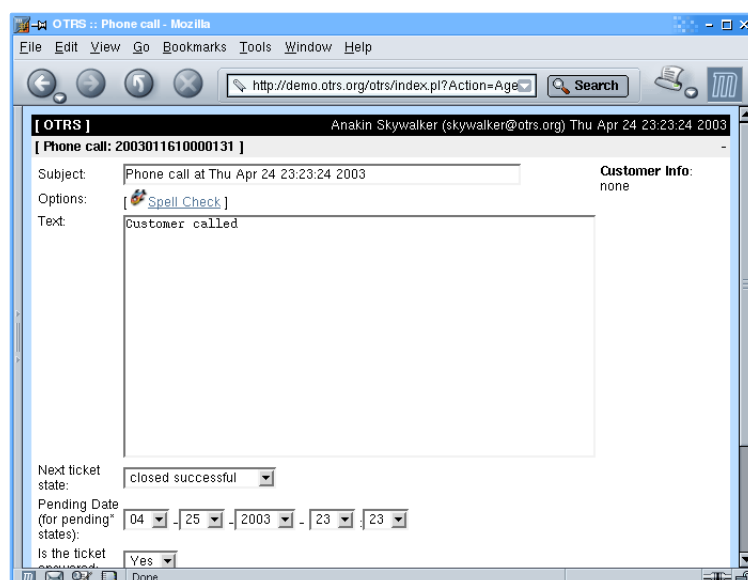 OTRS :: Phone call - Mozilla
File Edit View Go Bookmarks Tools Window Help
http://demo.otrs.org/otrs/index.pl?Action=Age
Search
[ OTRS ] Anakin Skywalker (skywalker@otrs.org) Thu Apr 24 23:23:24 2003
[ Phone call: 2003011610000131 ] -
Subject: Phone call at Thu Apr 24 23:23:24 2003
Customer Info:
none
Options: [ Spell Check ]
Text: Customer called
Next ticket
state: closed successful
Pending Date
(for pending*
states): 04 - 25 - 2003 - 23 : 23
Is the ticket
answered: Yes
Done